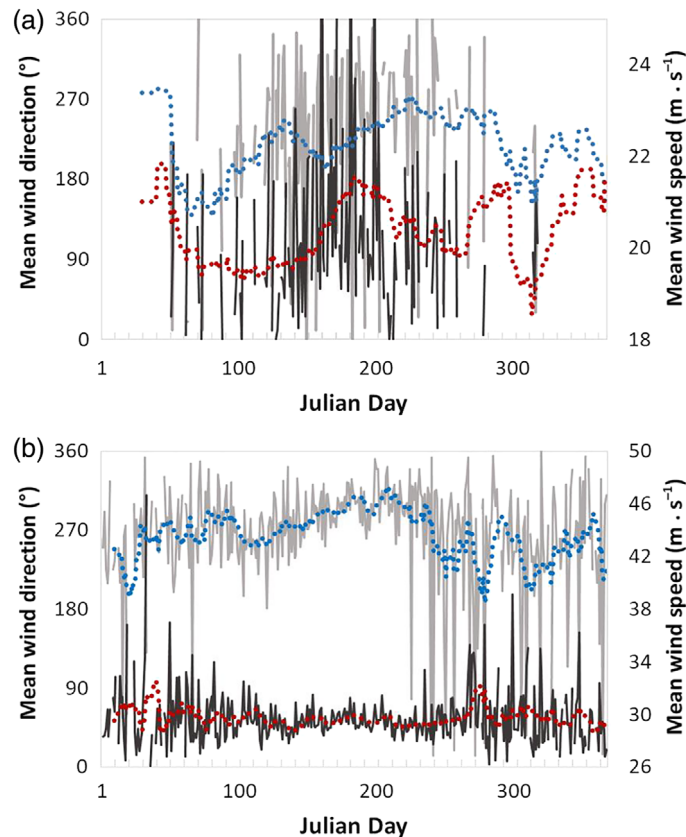 (a)
360
270
180
90
0
Mean wind direction (°)
24
22
20
18
Mean wind speed (m · s⁻¹)
1 100 200 300
Julian Day
(b)
360
270
180
90
0
Mean wind direction (°)
50
46
42
38
34
30
26
Mean wind speed (m · s⁻¹)
1 100 200 300
Julian Day